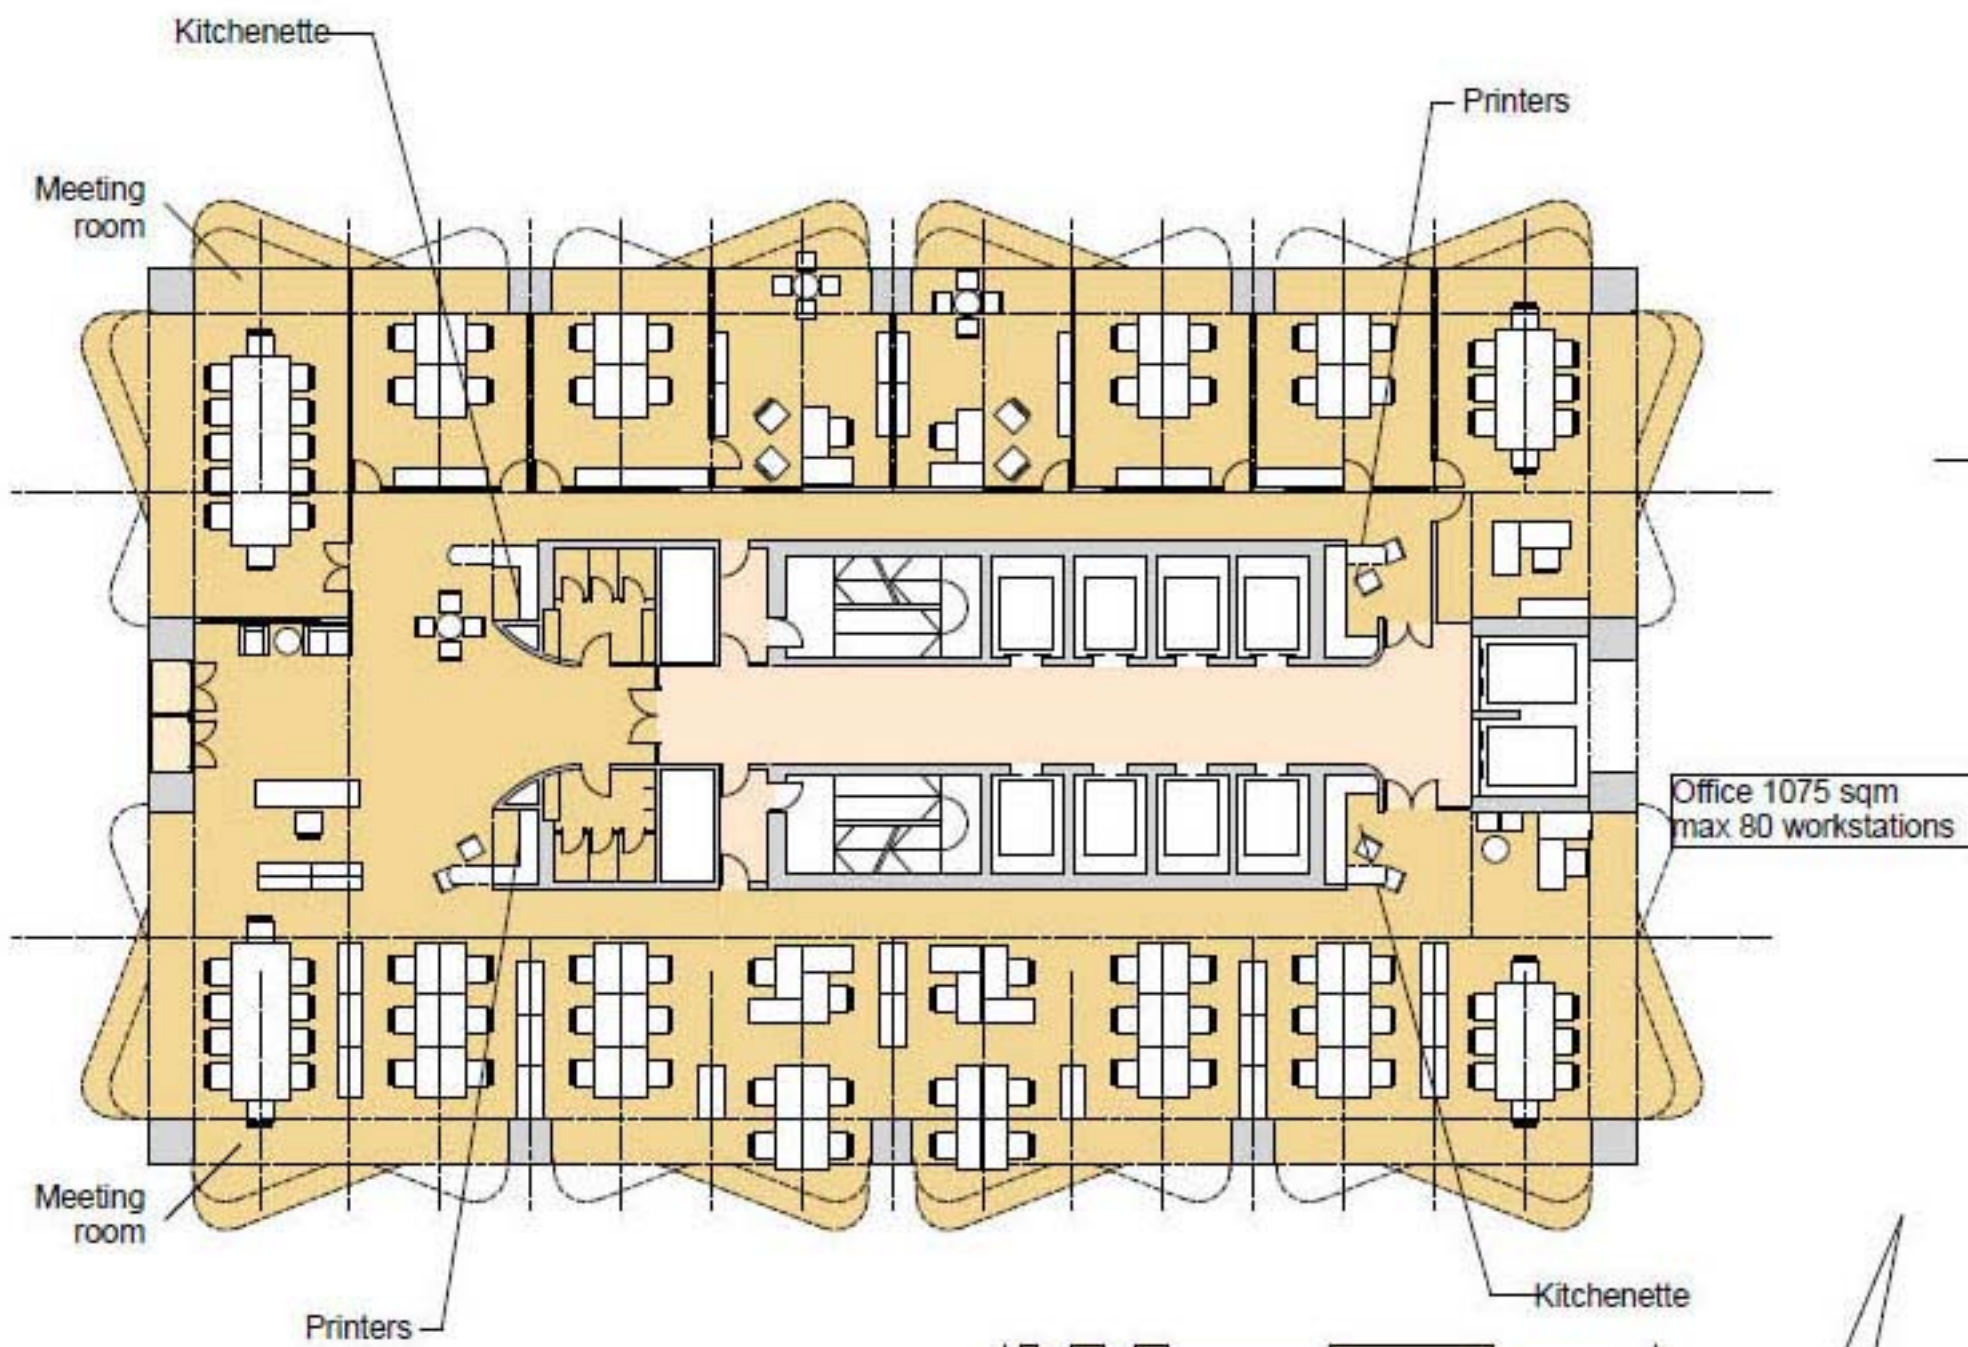 Kitchenette
Printers
Meeting
room
Office 1075 sqm
max 80 workstations
Meeting
room
Kitchenette
Printers